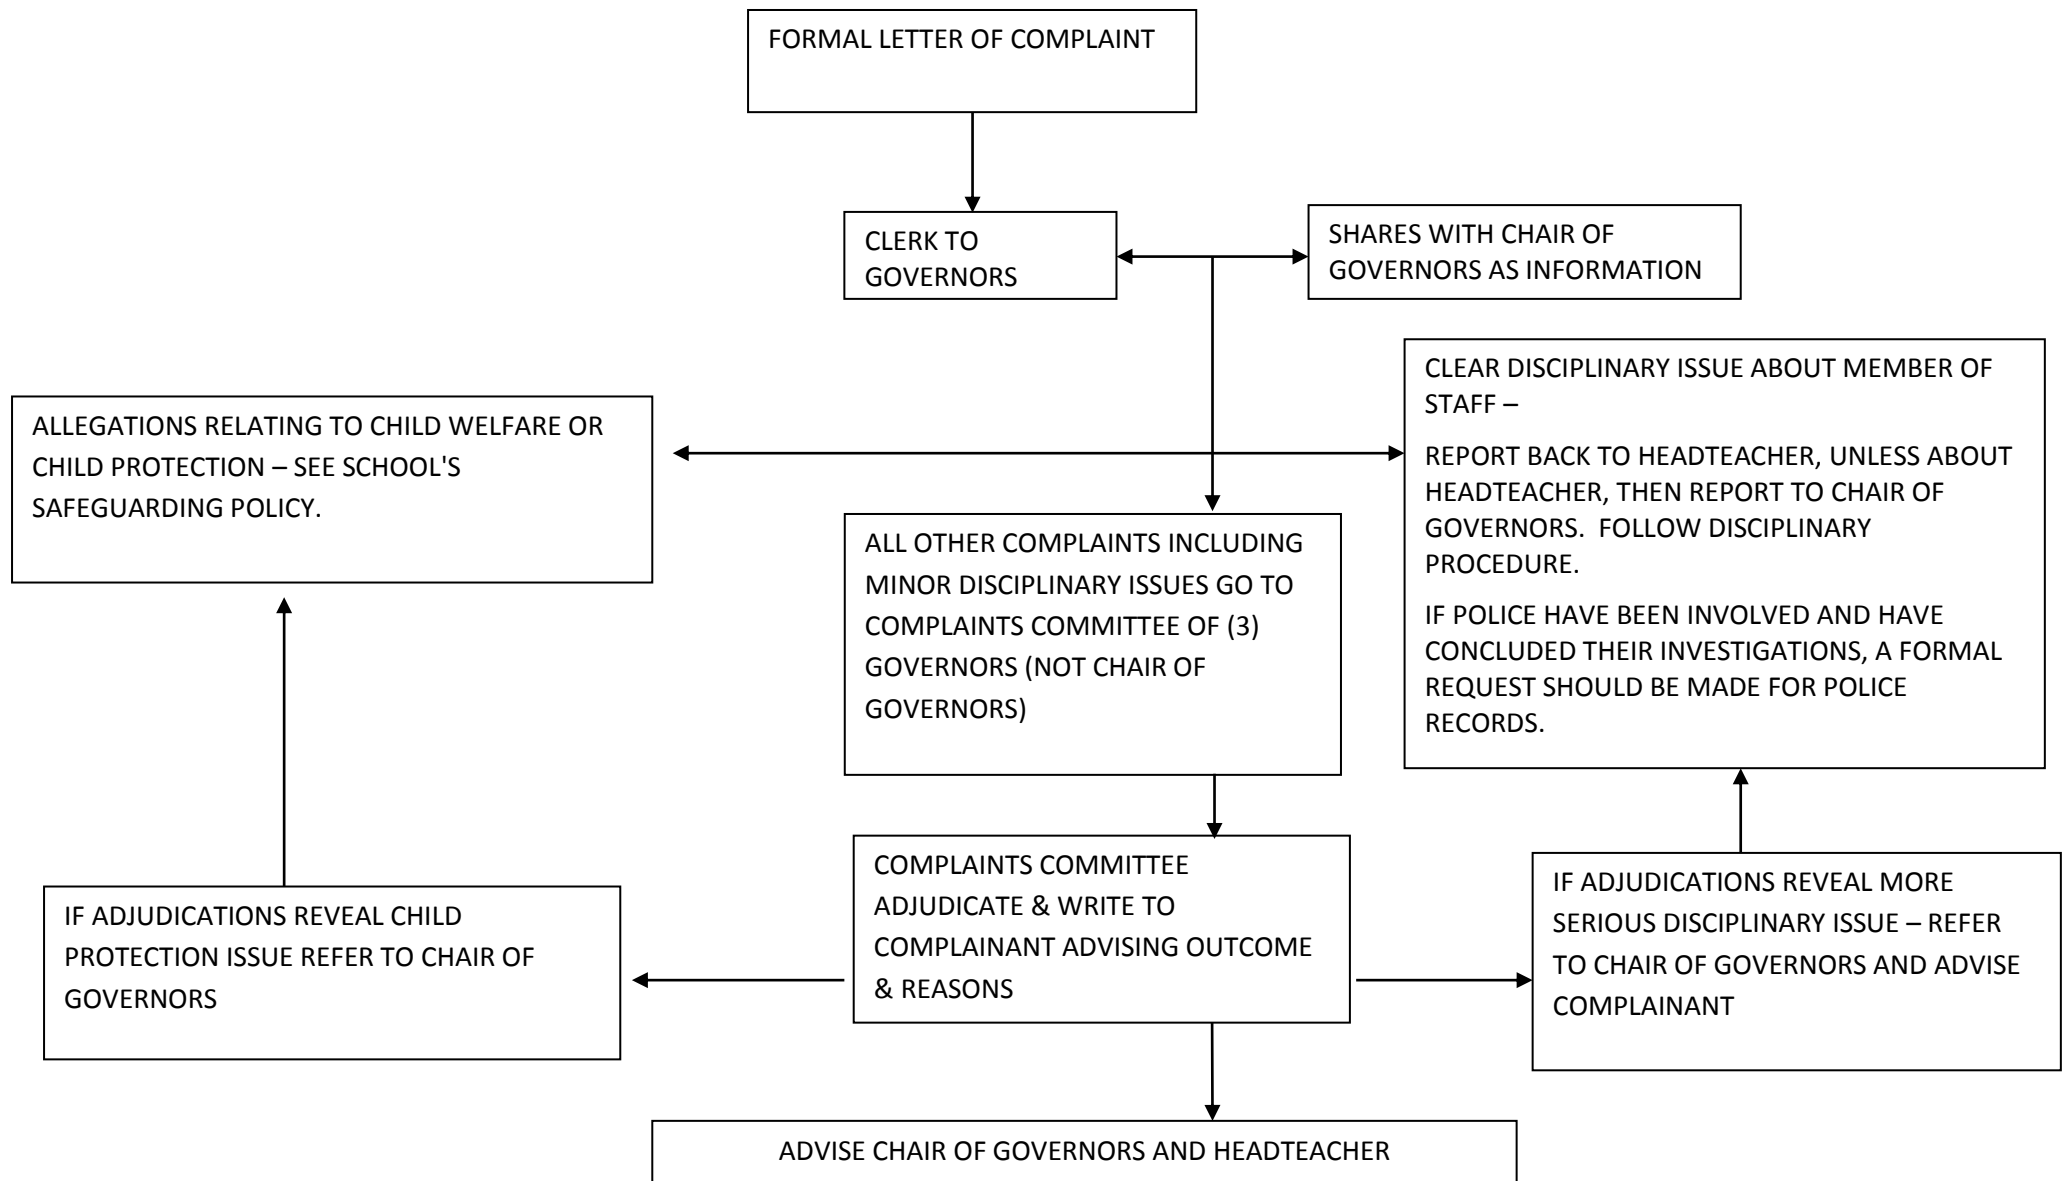 FORMAL LETTER OF COMPLAINT
CLERK TO
GOVERNORS
SHARES WITH CHAIR OF
GOVERNORS AS INFORMATION
ALLEGATIONS RELATING TO CHILD WELFARE OR
CHILD PROTECTION – SEE SCHOOL'S
SAFEGUARDING POLICY.
CLEAR DISCIPLINARY ISSUE ABOUT MEMBER OF
STAFF –
REPORT BACK TO HEADTEACHER, UNLESS ABOUT
HEADTEACHER, THEN REPORT TO CHAIR OF
GOVERNORS.  FOLLOW DISCIPLINARY
PROCEDURE.
IF POLICE HAVE BEEN INVOLVED AND HAVE
CONCLUDED THEIR INVESTIGATIONS, A FORMAL
REQUEST SHOULD BE MADE FOR POLICE
RECORDS.
ALL OTHER COMPLAINTS INCLUDING
MINOR DISCIPLINARY ISSUES GO TO
COMPLAINTS COMMITTEE OF (3)
GOVERNORS (NOT CHAIR OF
GOVERNORS)
IF ADJUDICATIONS REVEAL CHILD
PROTECTION ISSUE REFER TO CHAIR OF
GOVERNORS
COMPLAINTS COMMITTEE
ADJUDICATE & WRITE TO
COMPLAINANT ADVISING OUTCOME
& REASONS
IF ADJUDICATIONS REVEAL MORE
SERIOUS DISCIPLINARY ISSUE – REFER
TO CHAIR OF GOVERNORS AND ADVISE
COMPLAINANT
ADVISE CHAIR OF GOVERNORS AND HEADTEACHER